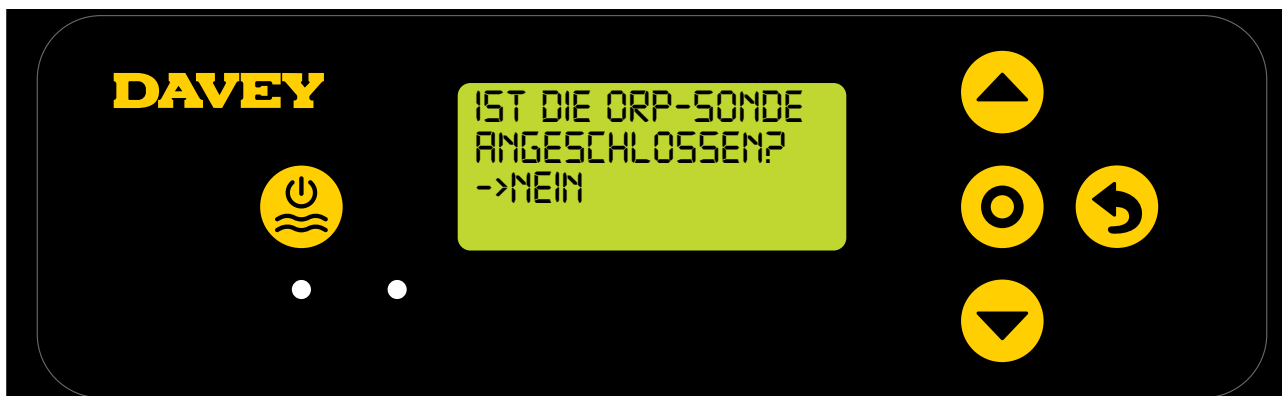 DAVEY
IST DIE ORP-SONDE
ANGESCHLOSSEN?
->NEIN